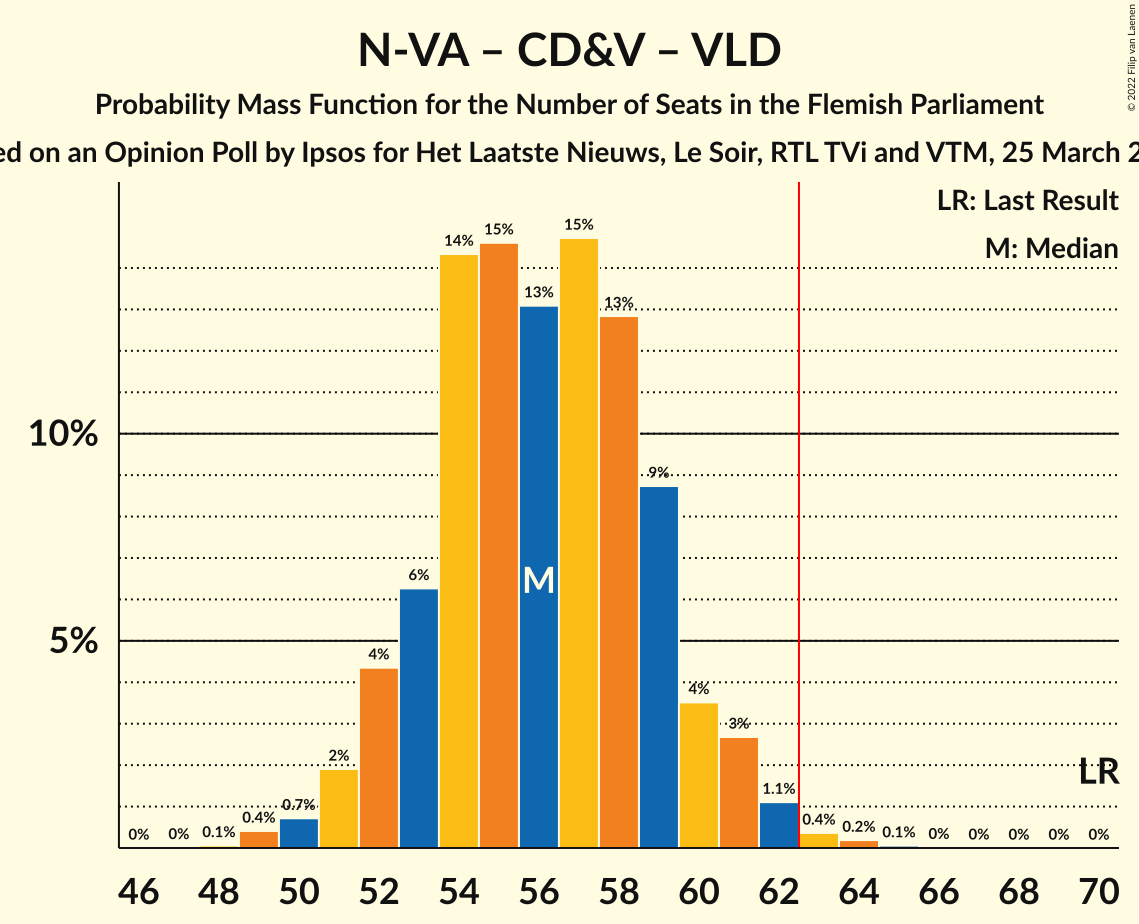 N-VA – CD&V – VLD
Probability Mass Function for the Number of Seats in the Flemish Parliament
ed on an Opinion Poll by Ipsos for Het Laatste Nieuws, Le Soir, RTL TVi and VTM, 25 March 2
© 2022 Filip van Laenen
LR: Last Result
M: Median
10%
5%
0% 0% 0.1% 0.4% 0.7% 2% 4% 6% 14% 15% 13% 15% 13% 9% 4% 3% 1.1% 0.4% 0.2% 0.1% 0% 0% 0% 0% 0%
M
LR
46 48 50 52 54 56 58 60 62 64 66 68 70